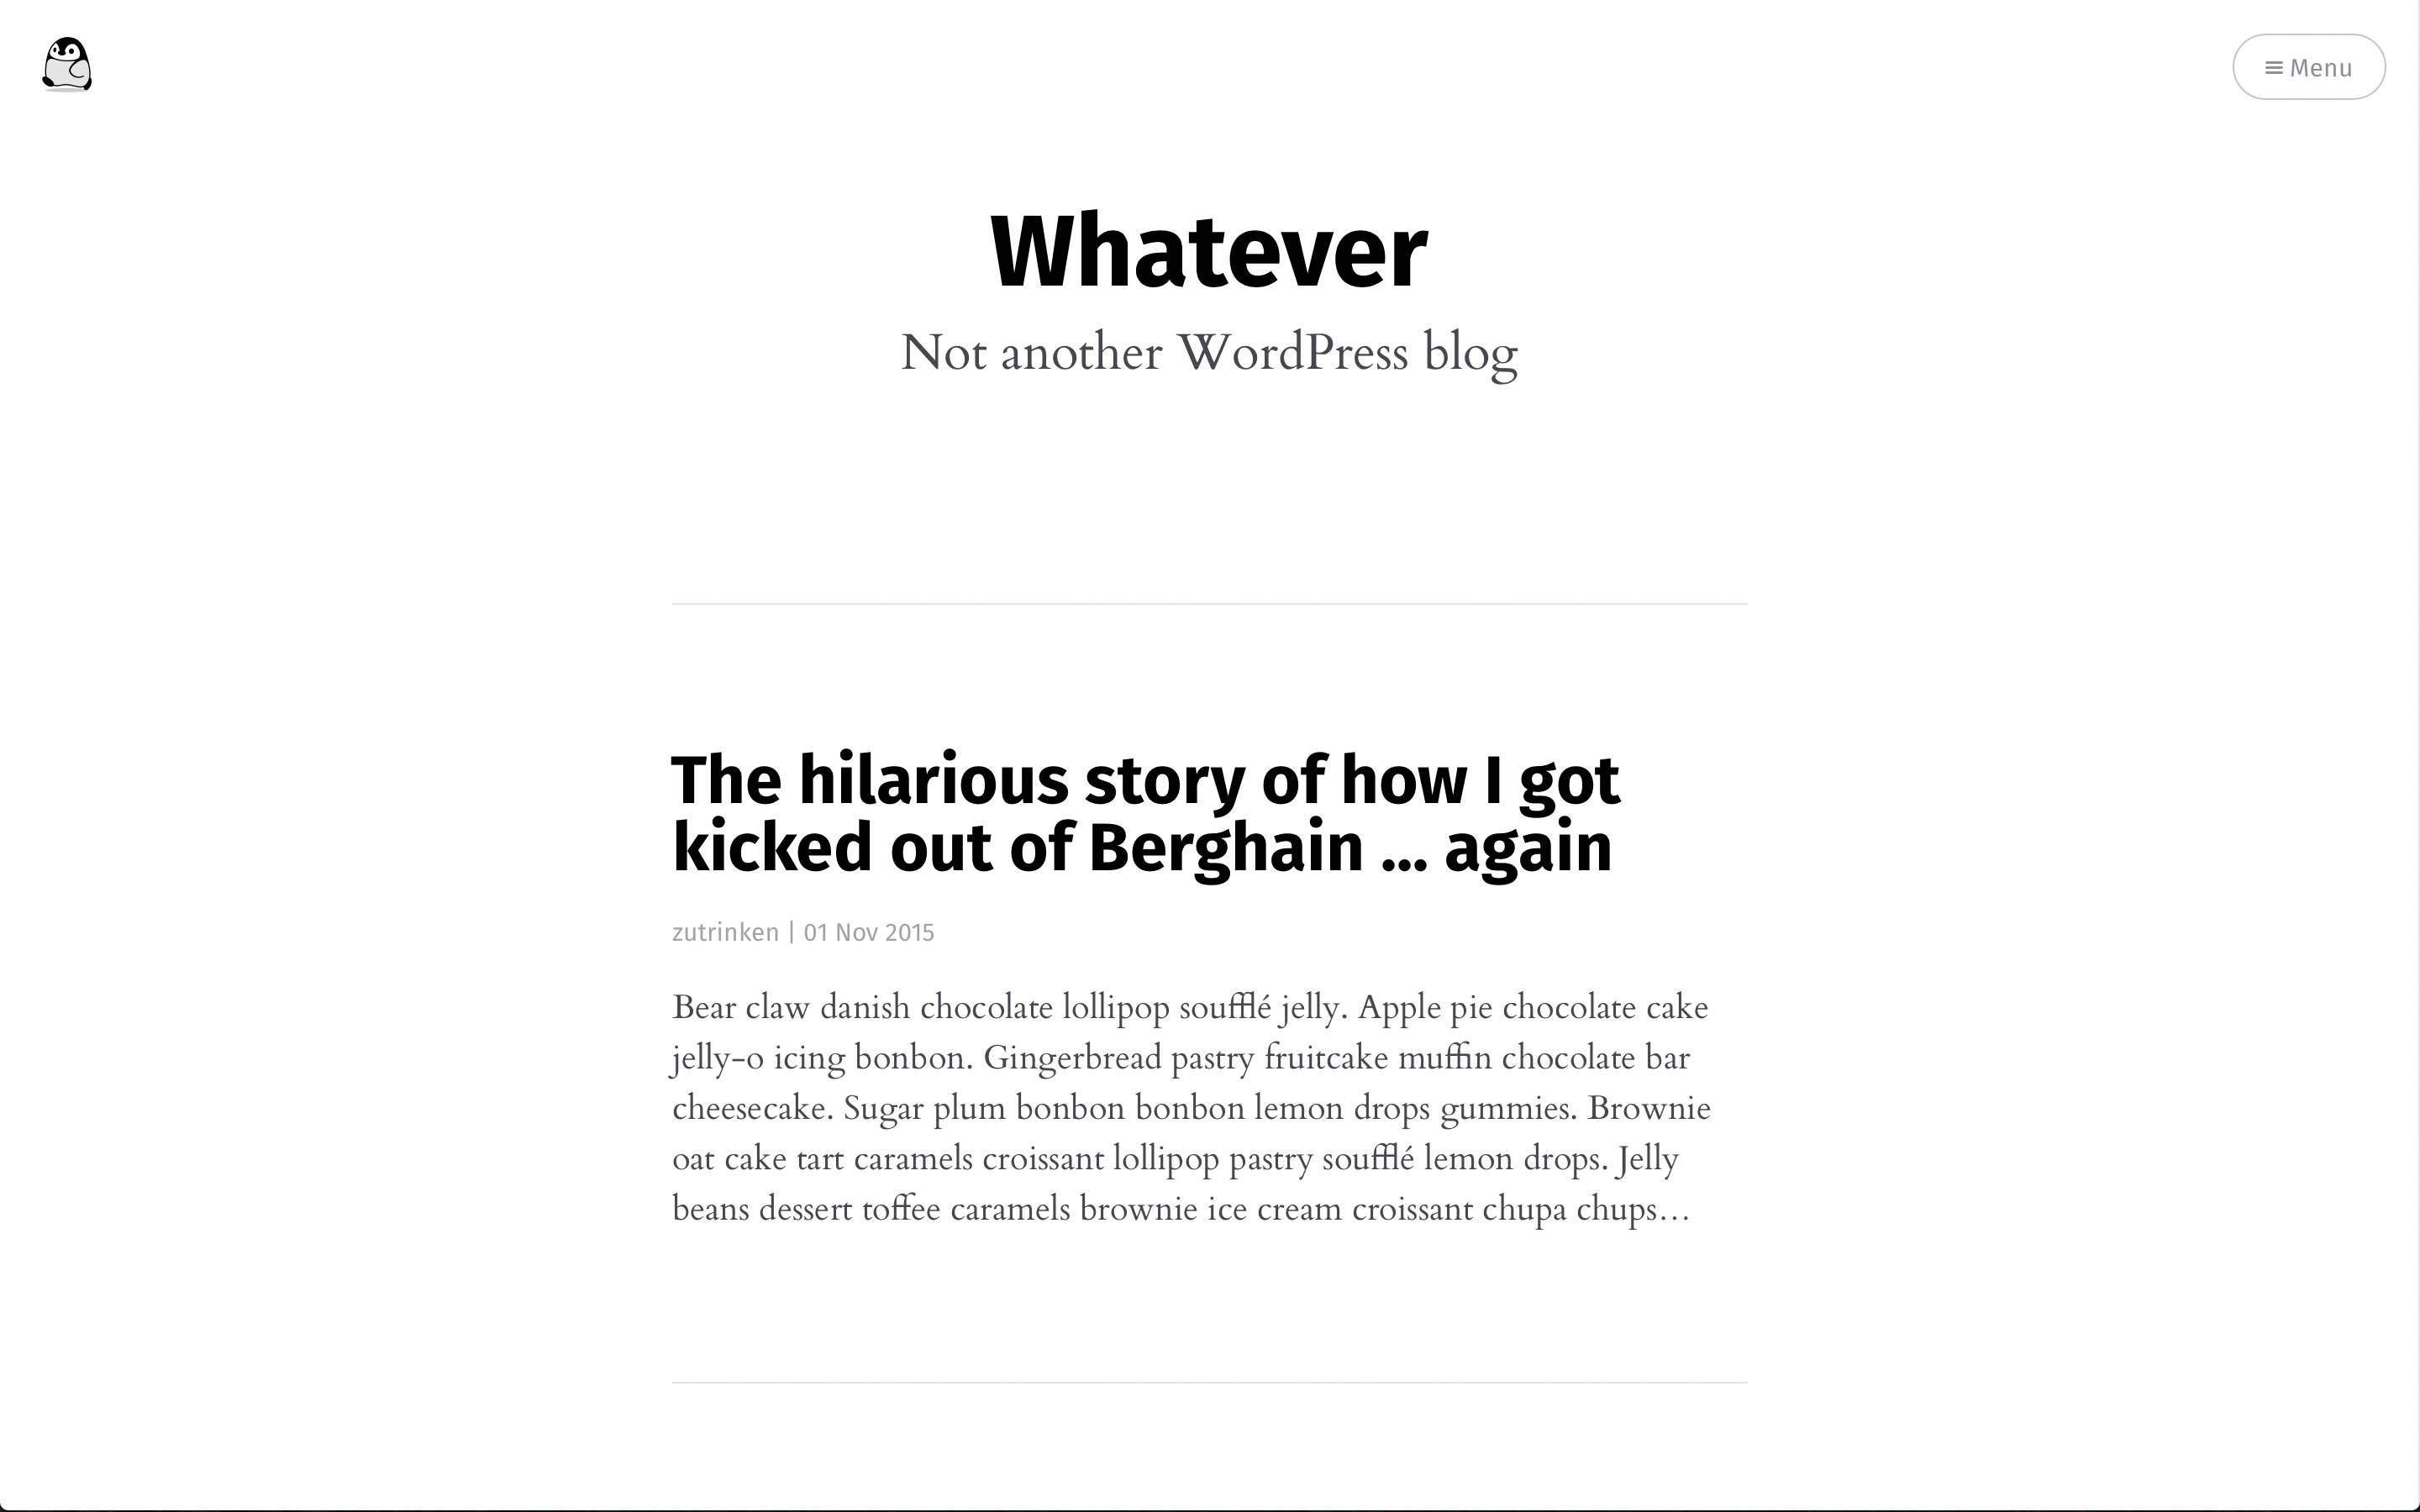 Menu
Whatever
Not another WordPress blog
The hilarious story of how I got
kicked out of Berghain ... again
zutrinken | 01 Nov 2015
Bear claw danish chocolate lollipop soufflé jelly. Apple pie chocolate cake
jelly-o icing bonbon. Gingerbread pastry fruitcake muffin chocolate bar
cheesecake. Sugar plum bonbon bonbon lemon drops gummies. Brownie
oat cake tart caramels croissant lollipop pastry soufflé lemon drops. Jelly
beans dessert toffee caramels brownie ice cream croissant chupa chups…